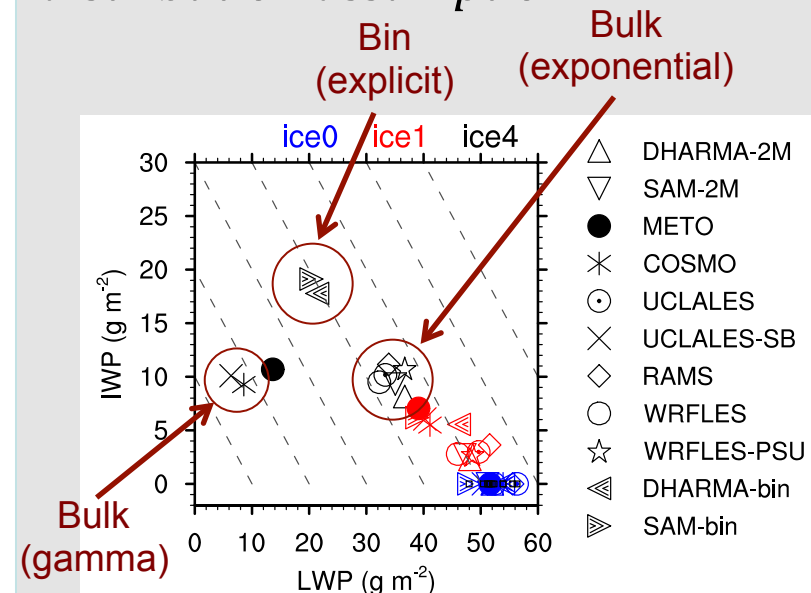 Bin
(explicit)
Bulk
(exponential)
ice0 ice1 ice4
30
25
20
15
10
5
0
IWP (g m-2)
0 10 20 30 40 50 60
LWP (g m-2)
Bulk
(gamma)
DHARMA-2M
SAM-2M
METO
COSMO
UCLALES
UCLALES-SB
RAMS
WRFLES
WRFLES-PSU
DHARMA-bin
SAM-bin